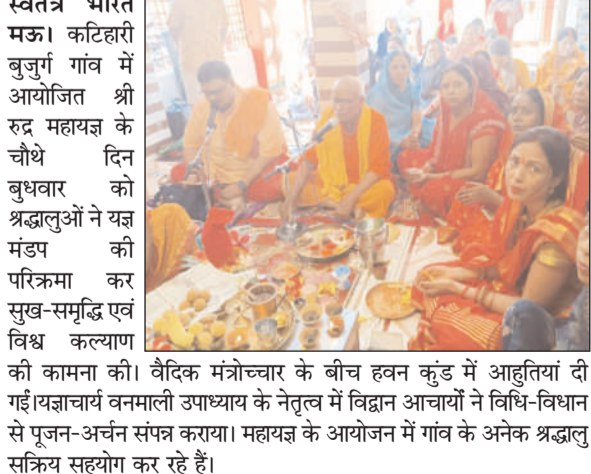 स्वतंत्र भारत
मऊ। कटिहारी
बुजुर्ग गांव में
आयोजित श्री
रुद्र महायज्ञ के
चौथे दिन
बुधवार को
श्रद्धालुओं ने यज्ञ
मंडप की
परिक्रमा कर
सुख-समृद्धि एवं
विश्व कल्याण
की कामना की। वैदिक मंत्रोच्चार के बीच हवन कुंड में आहुतियां दी
गईं।यज्ञाचार्य वनमाली उपाध्याय के नेतृत्व में विद्वान आचार्यों ने विधि-विधान
से पूजन-अर्चन संपन्न कराया। महायज्ञ के आयोजन में गांव के अनेक श्रद्धालु
सक्रिय सहयोग कर रहे हैं।